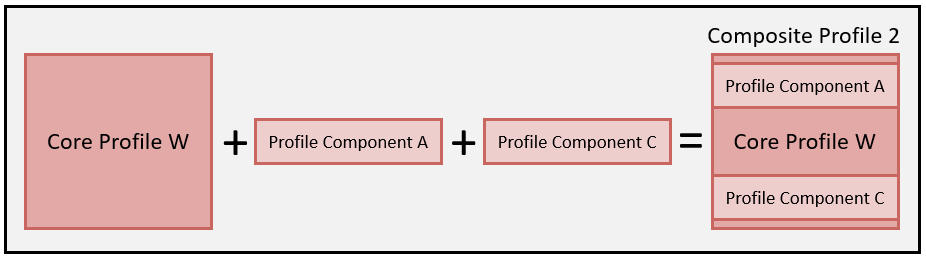 Composite Profile 2
Core Profile W
+
Profile Component A
+
Profile Component C
=
Profile Component A
Core Profile W
Profile Component C